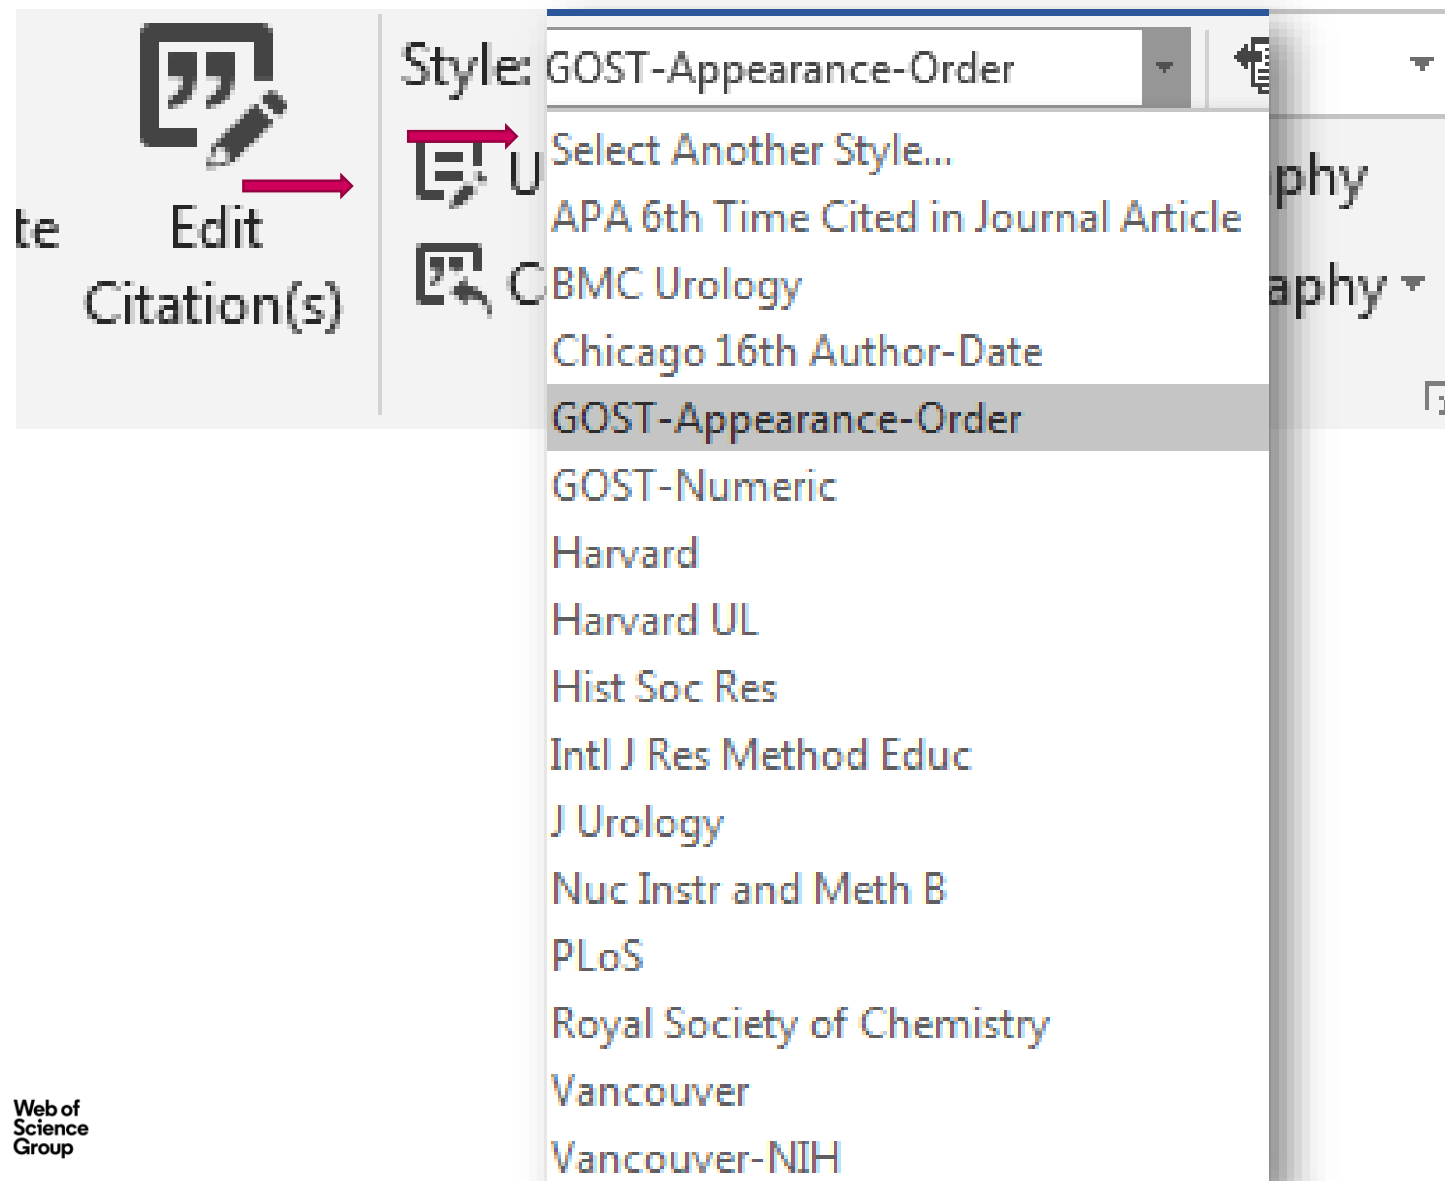 Style: GOST-Appearance-Order
Select Another Style...
APA 6th Time Cited in Journal Article
BMC Urology
Chicago 16th Author-Date
GOST-Appearance-Order
GOST-Numeric
Harvard
Harvard UL
Hist Soc Res
Intl J Res Method Educ
J Urology
Nuc Instr and Meth B
PLoS
Royal Society of Chemistry
Vancouver
Vancouver-NIH
te
Edit
Citation(s)
U
C
phy
aphy
Web of
Science
Group